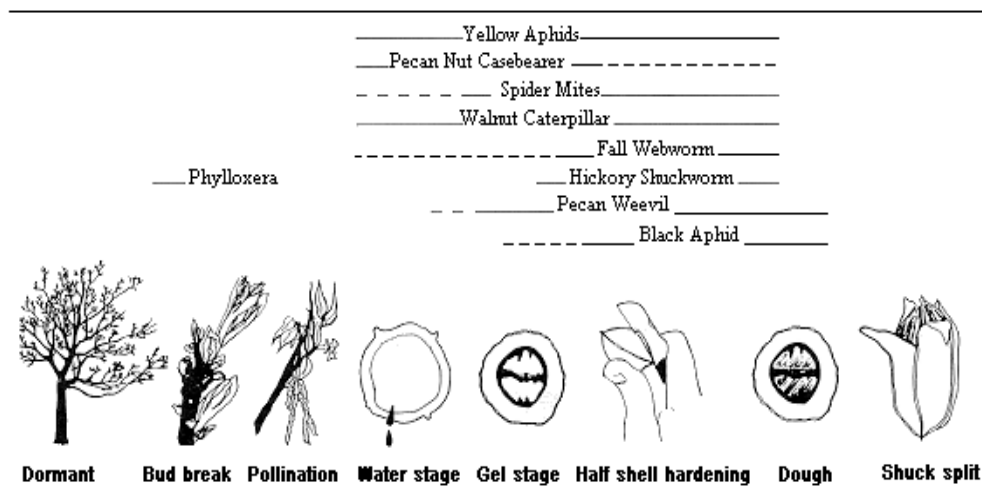 Yellow Aphids
Pecan Nut Casebearer
Spider Mites
Walnut Caterpillar
Fall Webworm
Phylloxera Hickory Shuckworm
Pecan Weevil
Black Aphid
Dormant Bud break Pollination Water stage Gel stage Half shell hardening Dough Shuck split